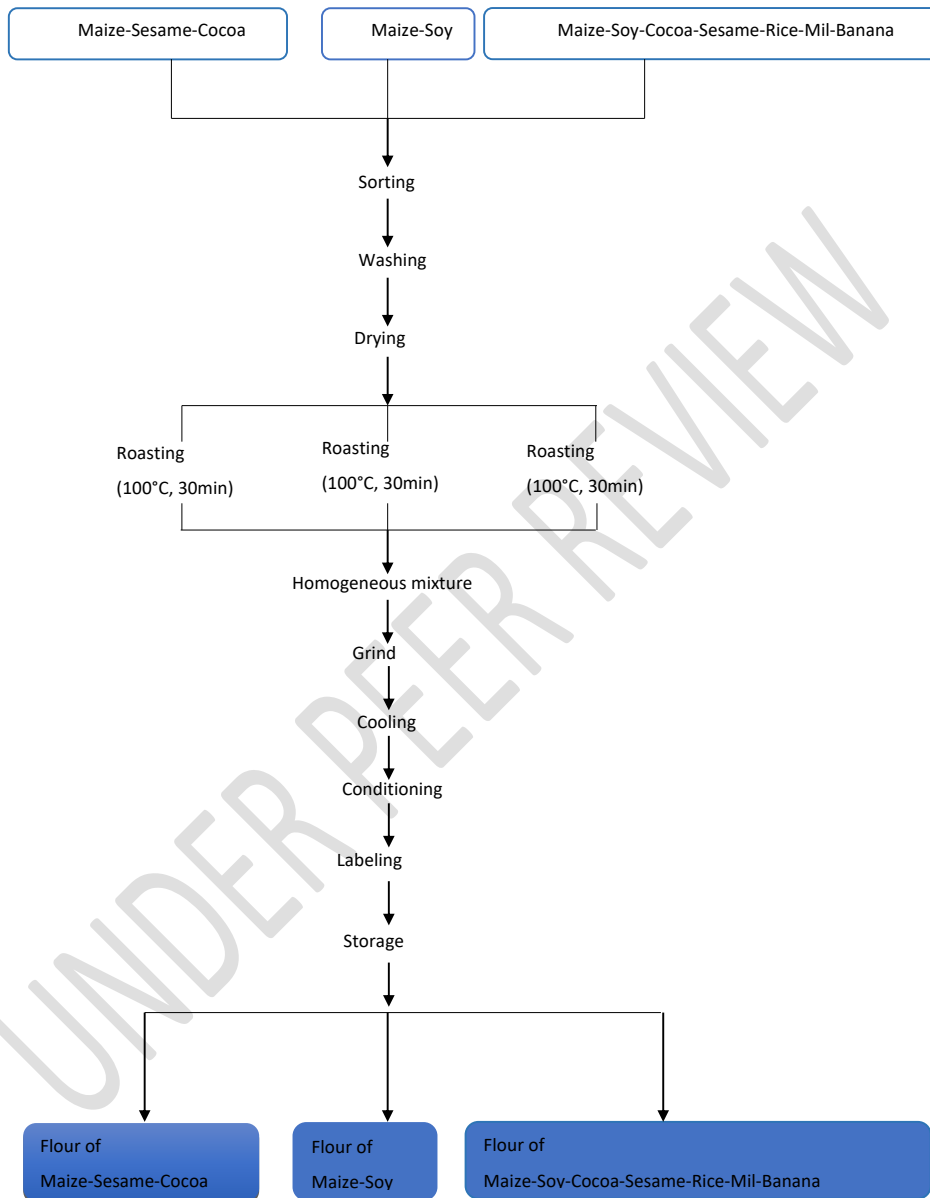 Maize-Sesame-Cocoa
Maize-Soy
Maize-Soy-Cocoa-Sesame-Rice-Mil-Banana
Sorting
Washing
Drying
Roasting
(100°C, 30min)
Roasting
(100°C, 30min)
Roasting
(100°C, 30min)
Homogeneous mixture
Grind
Cooling
Conditioning
Labeling
Storage
Flour of
Maize-Sesame-Cocoa
Flour of
Maize-Soy
Flour of
Maize-Soy-Cocoa-Sesame-Rice-Mil-Banana
UNDER PEER REVIEW